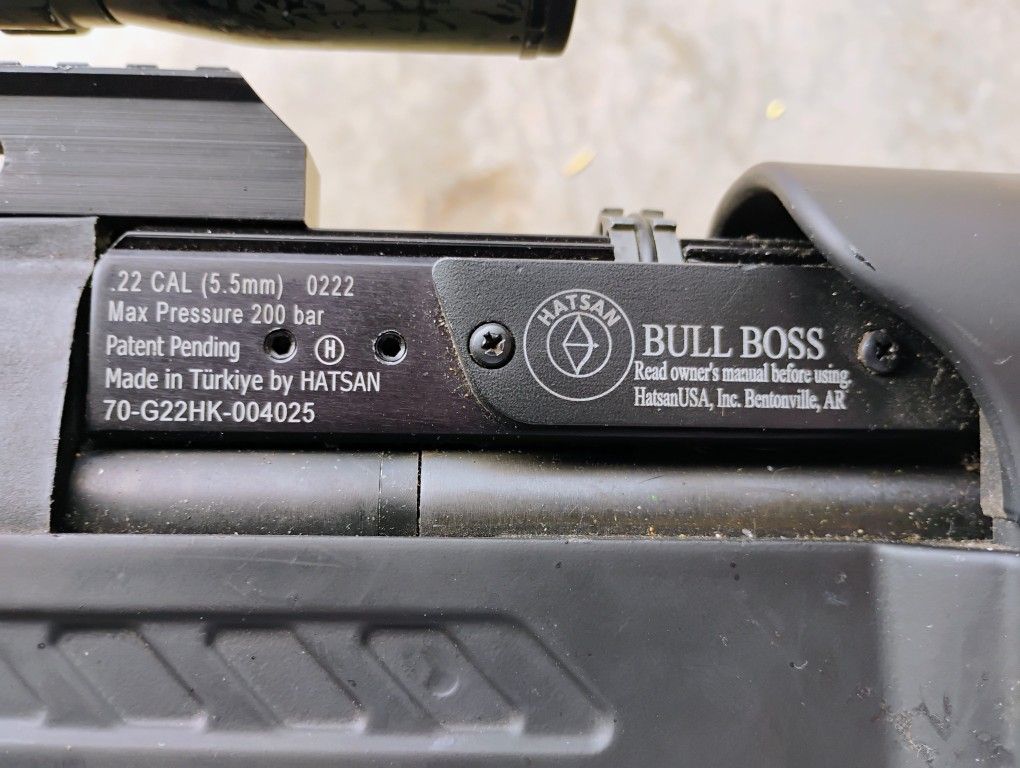 .22 CAL (5.5mm) 0222
Max Pressure 200 bar
Patent Pending H
Made in Türkiye by HATSAN
70-G22HK-004025
HATSAN
BULL BOSS
Read owner's manual before using.
HatsanUSA, Inc. Bentonville, AR